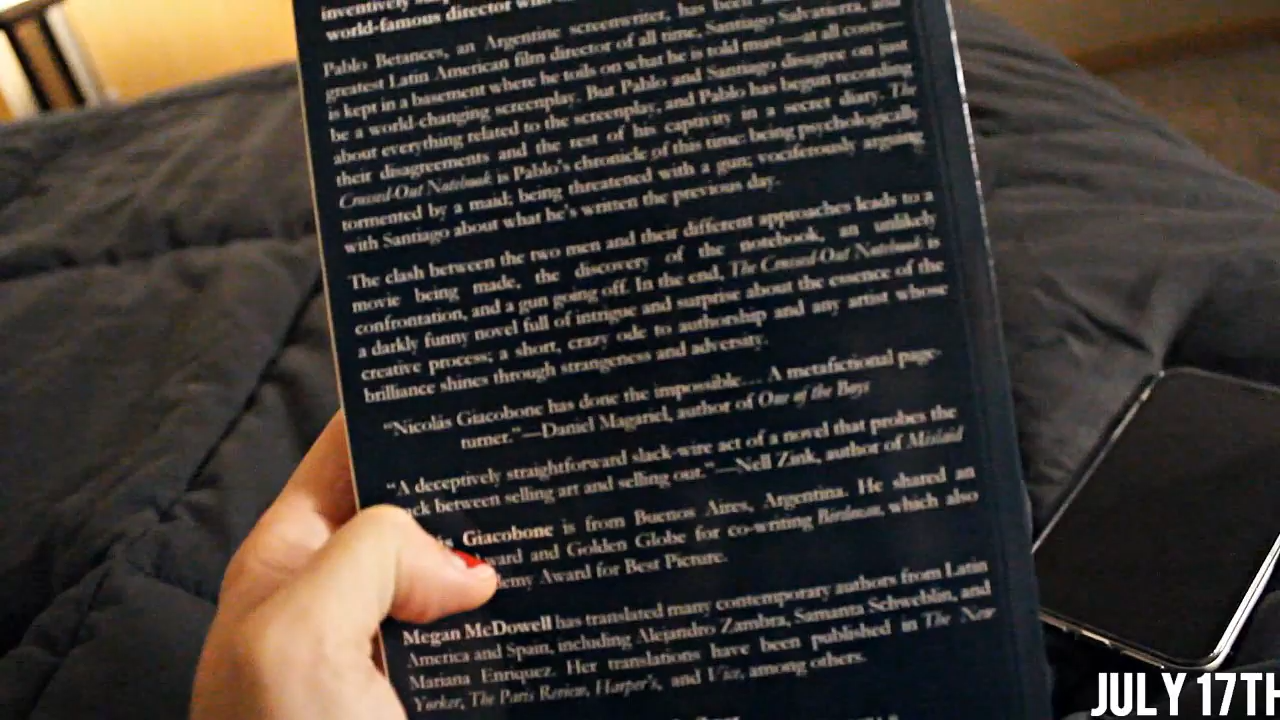 inventively
world-famous director with
Pablo Betances, an Argentine screenwriter, has been
greatest Latin American film director of all time, Santiago Salvatierra, and
is kept in a basement where he toils on what he is told must—at all costs—
be a world-changing screenplay. But Pablo and Santiago disagree on just
about everything related to the screenplay, and Pablo has begun recording
their disagreements and the rest of his captivity in a secret diary. The
Crossed-Out Notebook is Pablo's chronicle of this time: being psychologically
tormented by a maid; being threatened with a gun; vociferously arguing
with Santiago about what he's written the previous day.
The clash between the two men and their different approaches leads to a
movie being made, the discovery of the notebook, an unlikely
confrontation, and a gun going off. In the end, The Crossed-Out Notebook is
a darkly funny novel full of intrigue and surprise about the essence of the
creative process; a short, crazy ode to authorship and any artist whose
brilliance shines through strangeness and adversity.
"Nicolás Giacobone has done the impossible... A metafictional page-
turner."—Daniel Magariel, author of One of the Boys
"A deceptively straightforward slack-wire act of a novel that probes the
ack between selling art and selling out."—Nell Zink, author of Mislaid
s Giacobone is from Buenos Aires, Argentina. He shared an
ward and Golden Globe for co-writing Birdman, which also
emy Award for Best Picture.
Megan McDowell has translated many contemporary authors from Latin
America and Spain, including Alejandro Zambra, Samanta Schweblin, and
Mariana Enriquez. Her translations have been published in The New
Yorker, The Paris Review, Harper's, and Vice, among others.
JULY 17TH